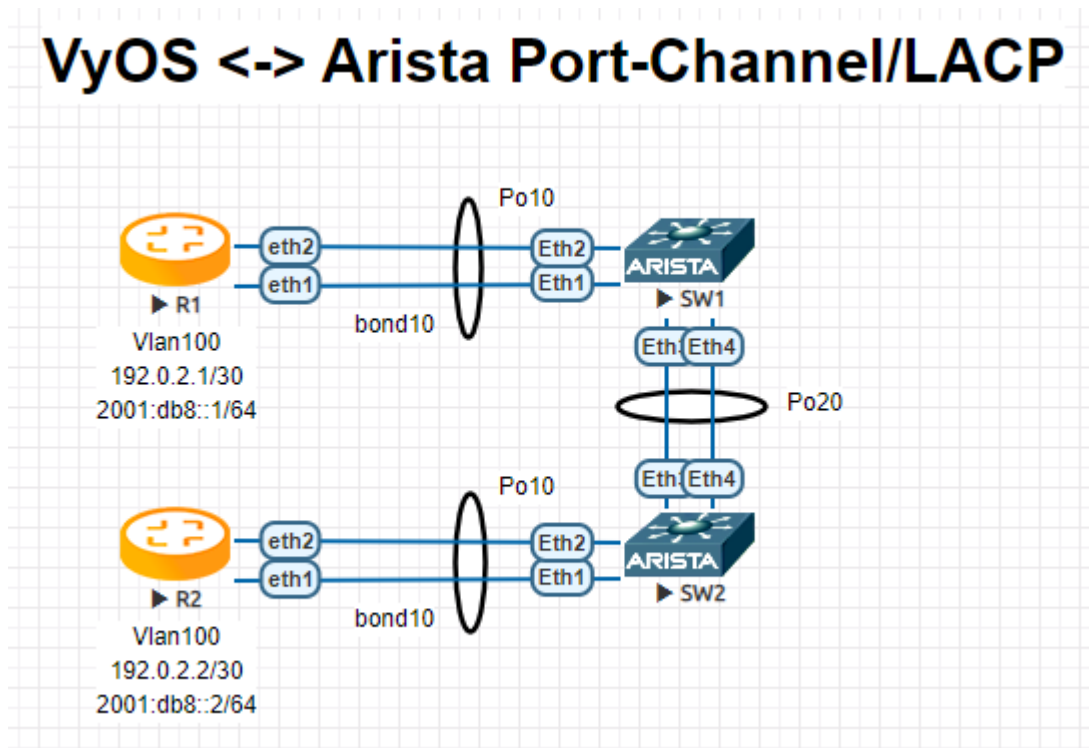 VyOS <-> Arista Port-Channel/LACP
Po10
eth2
Eth2
eth1
Eth1
ARISTA
R1
SW1
bond10
Vlan100
192.0.2.1/30
2001:db8::1/64
Eth4
Po20
Po10
Eth4
eth2
Eth2
eth1
Eth1
ARISTA
R2
SW2
bond10
Vlan100
192.0.2.2/30
2001:db8::2/64